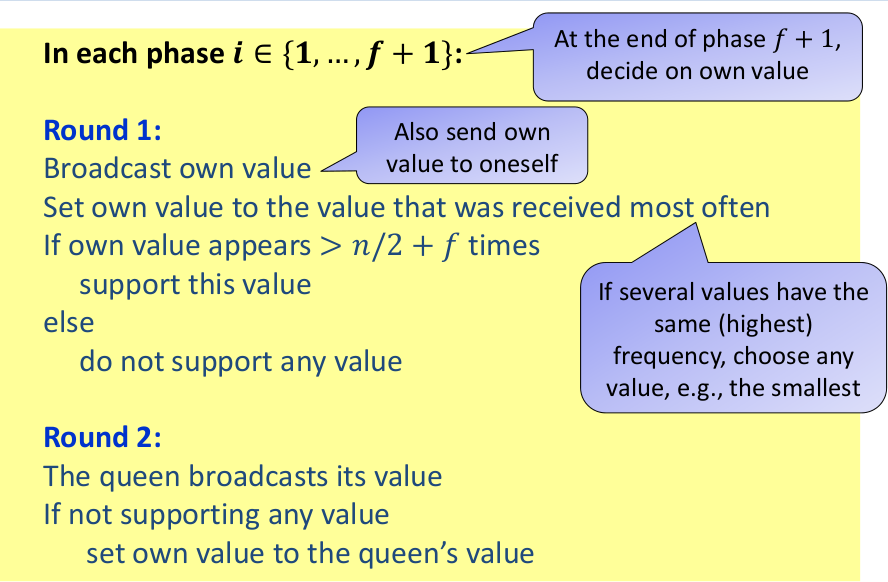 In each phase 𝒊 ∈ {𝟏, … , 𝒇 + 𝟏}:
At the end of phase 𝑓 + 1,
decide on own value
Round 1:
Broadcast own value
Also send own
value to oneself
Set own value to the value that was received most often
If own value appears > 𝑛/2 + 𝑓 times
support this value
else
do not support any value
If several values have the
same (highest)
frequency, choose any
value, e.g., the smallest
Round 2:
The queen broadcasts its value
If not supporting any value
set own value to the queen’s value